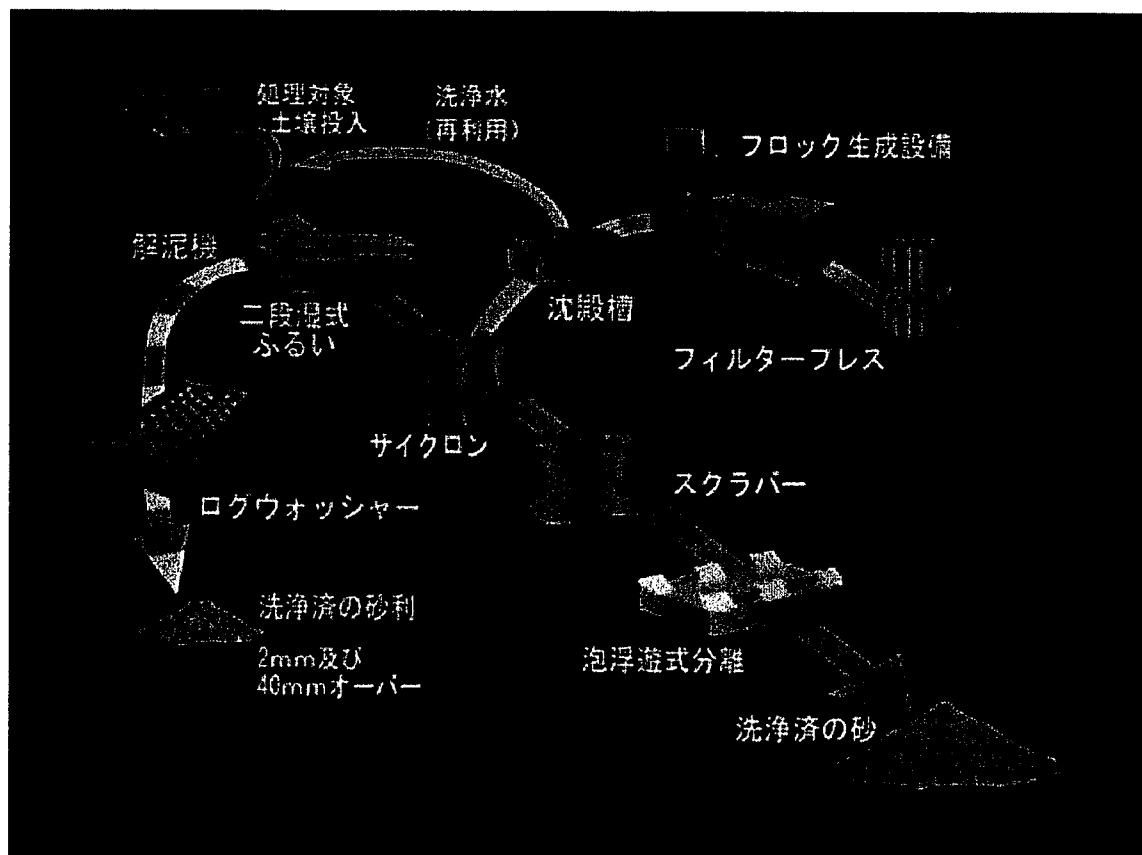 処理対象
土壌投入
洗浄水
(再利用)
フロック生成設備
解泥機
二段湿式
ふるい
沈殿槽
フィルタープレス
サイクロン
スクラバー
ログウォッシャー
洗浄済の砂利
2mm及び
40mmオーバー
泡浮遊式分離
洗浄済の砂